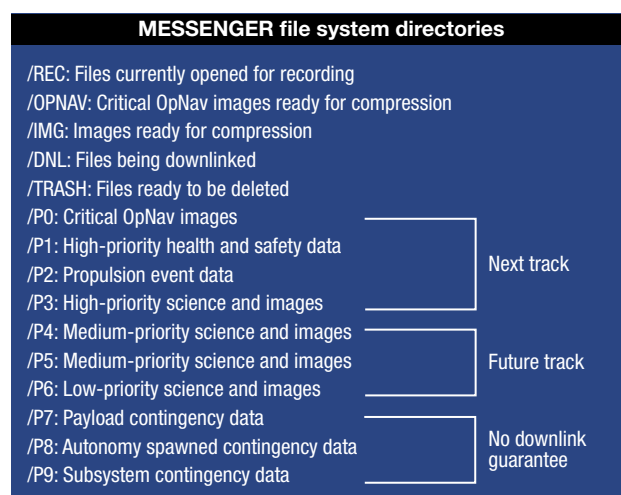 MESSENGER file system directories
/REC: Files currently opened for recording
/OPNAV: Critical OpNav images ready for compression
/IMG: Images ready for compression
/DNL: Files being downlinked
/TRASH: Files ready to be deleted
/P0: Critical OpNav images
/P1: High-priority health and safety data
/P2: Propulsion event data
/P3: High-priority science and images
Next track
/P4: Medium-priority science and images
/P5: Medium-priority science and images
/P6: Low-priority science and images
Future track
/P7: Payload contingency data
/P8: Autonomy spawned contingency data
/P9: Subsystem contingency data
No downlink
guarantee